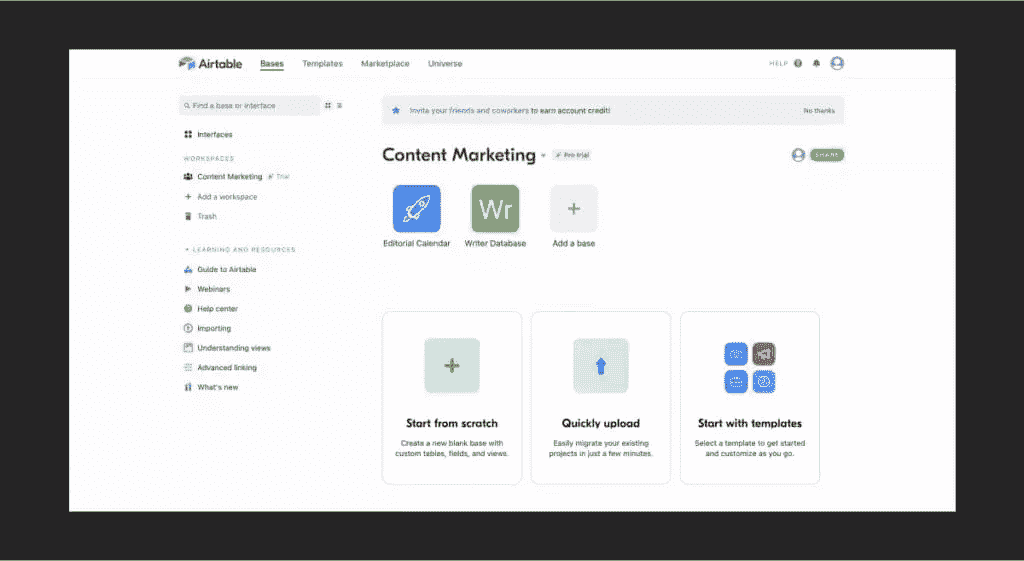 Airtable
Bases Templates Marketplace Universe
HELP
Find a base or interface
Invite your friends and coworkers to earn account credit!
No thanks
Interfaces
WORKSPACES
Content Marketing Trial
Add a workspace
Trash
LEARNING AND RESOURCES
Guide to Airtable
Webinars
Help center
Importing
Understanding views
Advanced linking
What's new
Content Marketing
Pro trial
SHARE
Wr
Editorial Calendar
Writer Database
Add a base
Start from scratch
Create a new blank base with
custom tables, fields, and views.
Quickly upload
Easily migrate your existing
projects in just a few minutes.
Start with templates
Select a template to get started
and customize as you go.